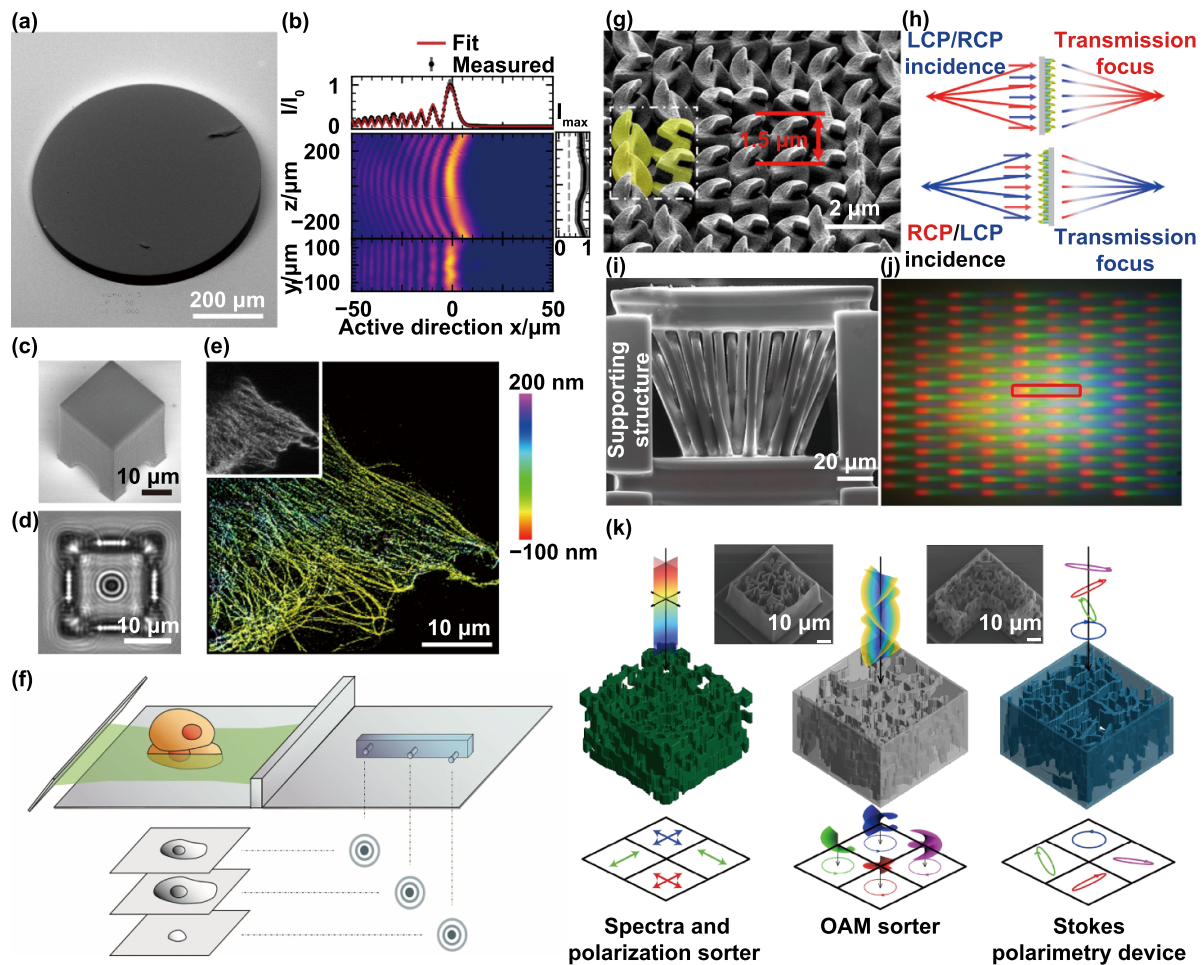 (a)
200 μm
(b)
Fit
Measured
I/I0
1
0
Imax
200
0
−200
z/μm
0 1
100
100
y/μm
−50
0
50
Active direction x/μm
(c)
10 μm
(d)
10 μm
(e)
200 nm
−100 nm
10 μm
(f)
(g)
1.5 μm
2 μm
(h)
LCP/RCP
incidence
Transmission
focus
RCP/LCP
incidence
Transmission
focus
(i)
Supporting
structure
20 μm
(j)
(k)
10 μm
10 μm
Spectra and
polarization sorter
OAM sorter
Stokes
polarimetry device